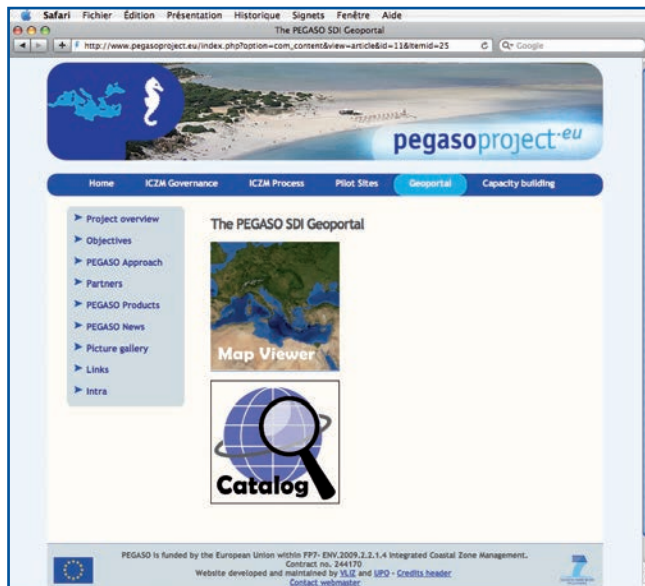 Safari Fichier Édition Présentation Historique Signets Fenêtre Aide
The PEGASO SDI Geoportal
http://www.pegasoproject.eu/index.php?option=com_content&view=article&id=11&Itemid=25
Google
pegasoproject.eu
Home ICZM Governance ICZM Process Pilot Sites Geoportal Capacity building
Project overview
Objectives
PEGASO Approach
Partners
PEGASO Products
PEGASO News
Picture gallery
Links
Intra
The PEGASO SDI Geoportal
Map Viewer
Catalog
PEGASO is funded by the European Union within FP7- ENV.2009.2.2.1.4 Integrated Coastal Zone Management.
Contract no. 244170
Website developed and maintained by VLIZ and UPO - Credits header
Contact webmaster